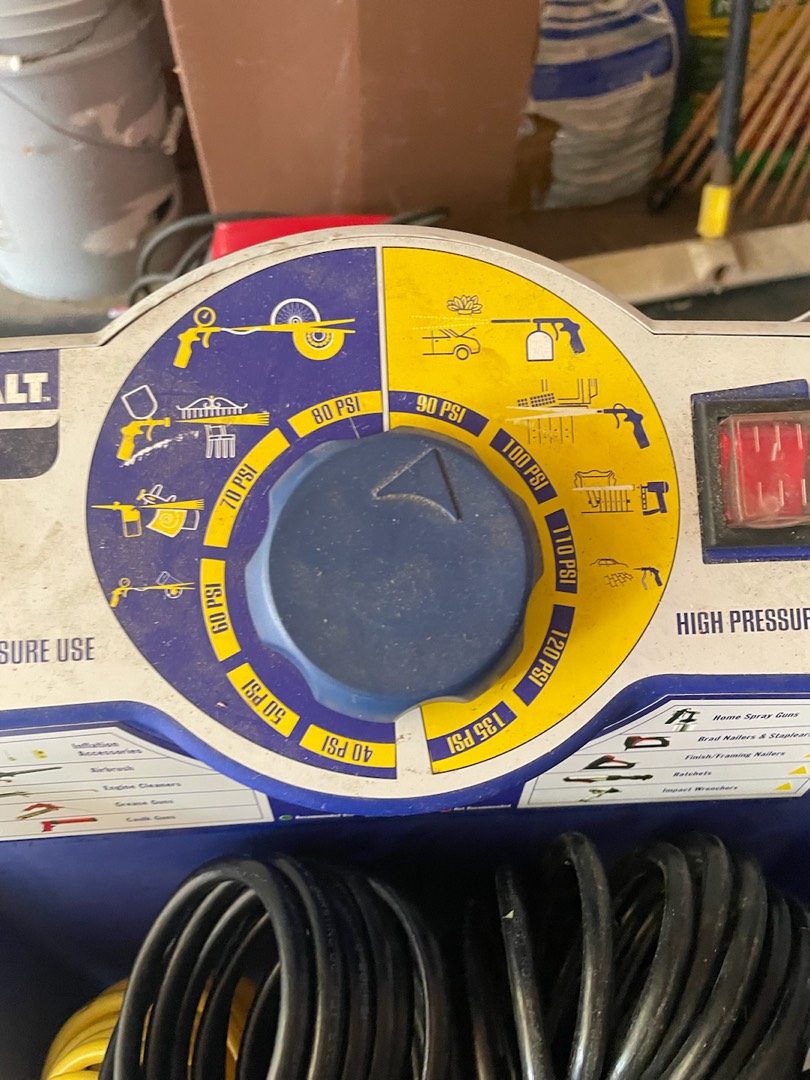 ALT™
80 PSI
90 PSI
70 PSI
100 PSI
60 PSI
110 PSI
50 PSI
120 PSI
40 PSI
135 PSI
SURE USE
HIGH PRESSUR
Inflation
Accessories
Airbrush
Engine Cleaners
Grease Guns
Caulk Guns
Home Spray Guns
Brad Nailers & Staplers
Finish/Framing Nailers
Ratchets
Impact Wrenches